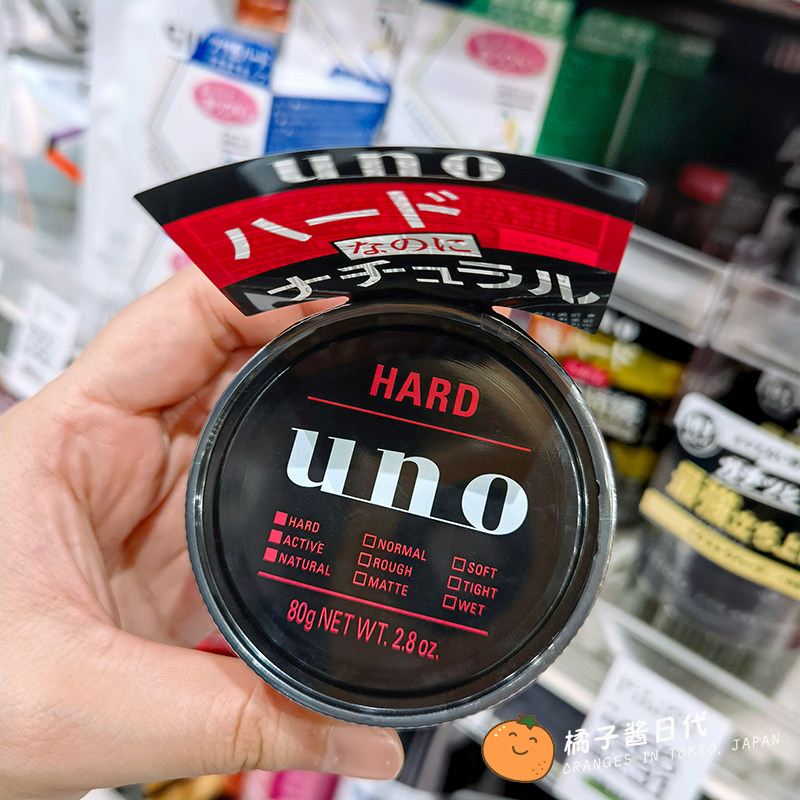 uno
ハード
なのに
ナチュラル
HARD
uno
■HARD □NORMAL □SOFT
■ACTIVE □ROUGH □TIGHT
■NATURAL □MATTE □WET
80g NET WT. 2.8 oz.
橘子酱日代
ORANGES IN TOKYO, JAPAN